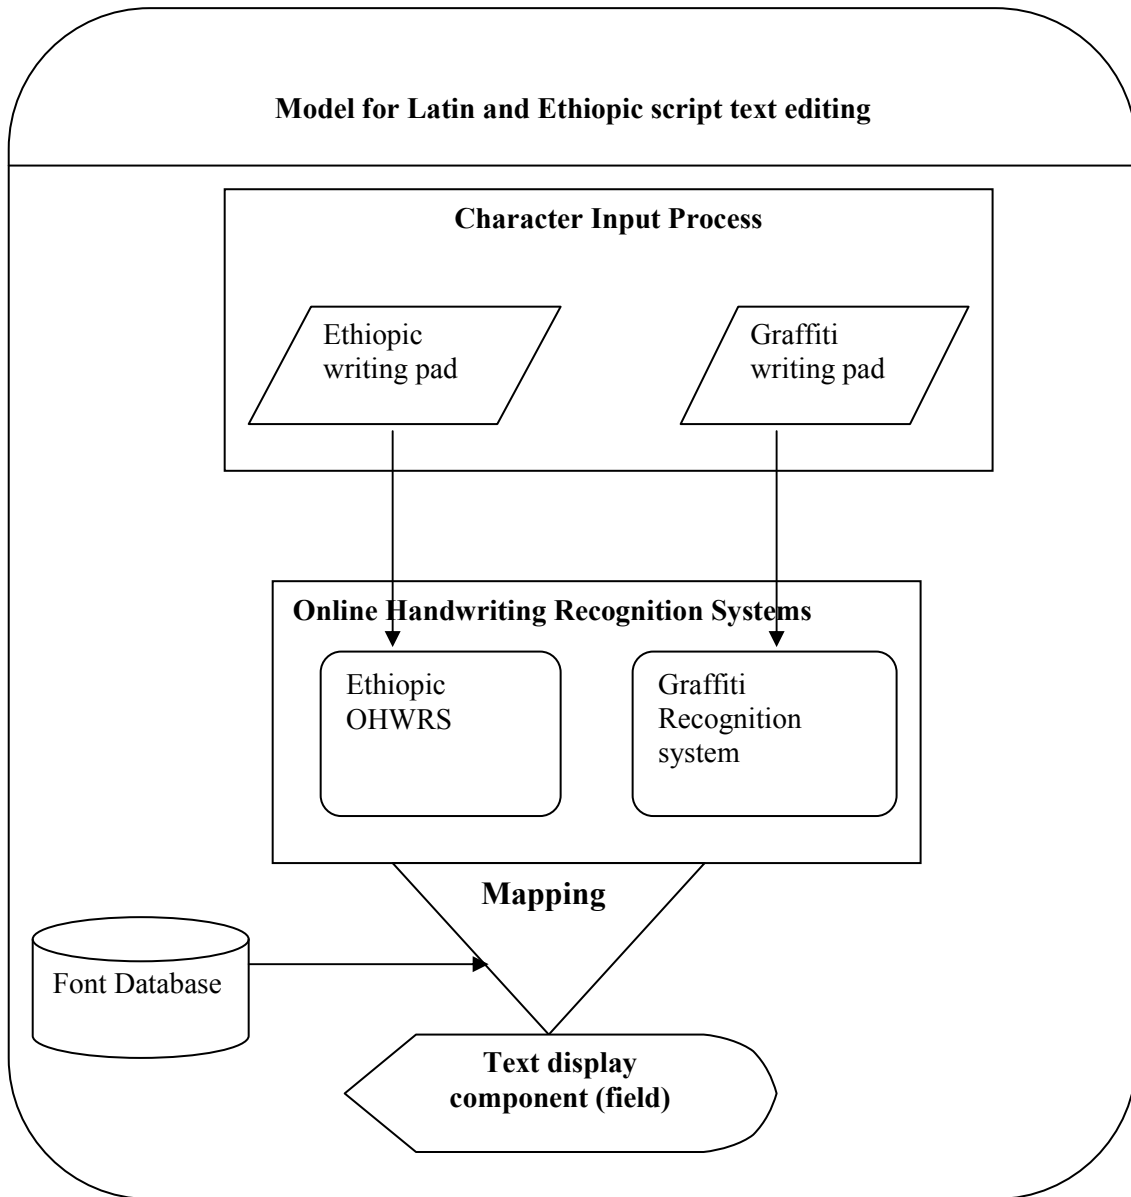 Model for Latin and Ethiopic script text editing
Character Input Process
Ethiopic
writing pad
Graffiti
writing pad
Online Handwriting Recognition Systems
Ethiopic
OHWRS
Graffiti
Recognition
system
Mapping
Font Database
Text display
component (field)